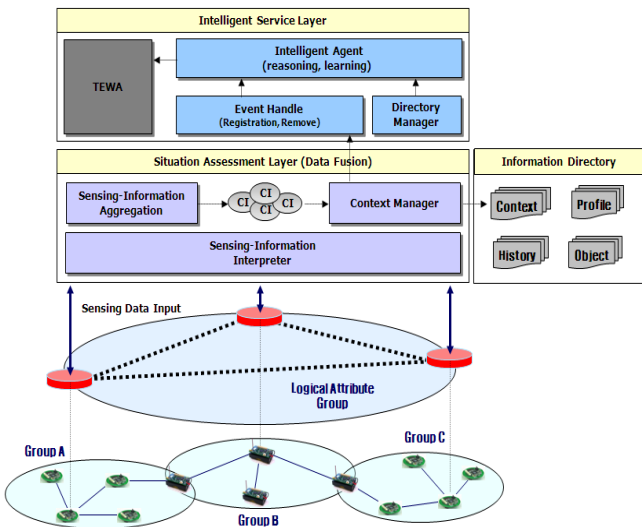 Intelligent Service Layer
TEWA
Intelligent Agent
(reasoning, learning)
Event Handle
(Registration, Remove)
Directory
Manager
Situation Assessment Layer (Data Fusion)
Information Directory
Sensing-Information
Aggregation
CI
CI
CI
CI
Context Manager
Context
Profile
Sensing-Information
Interpreter
History
Object
Sensing Data Input
Logical Attribute
Group
Group A
Group C
Group B